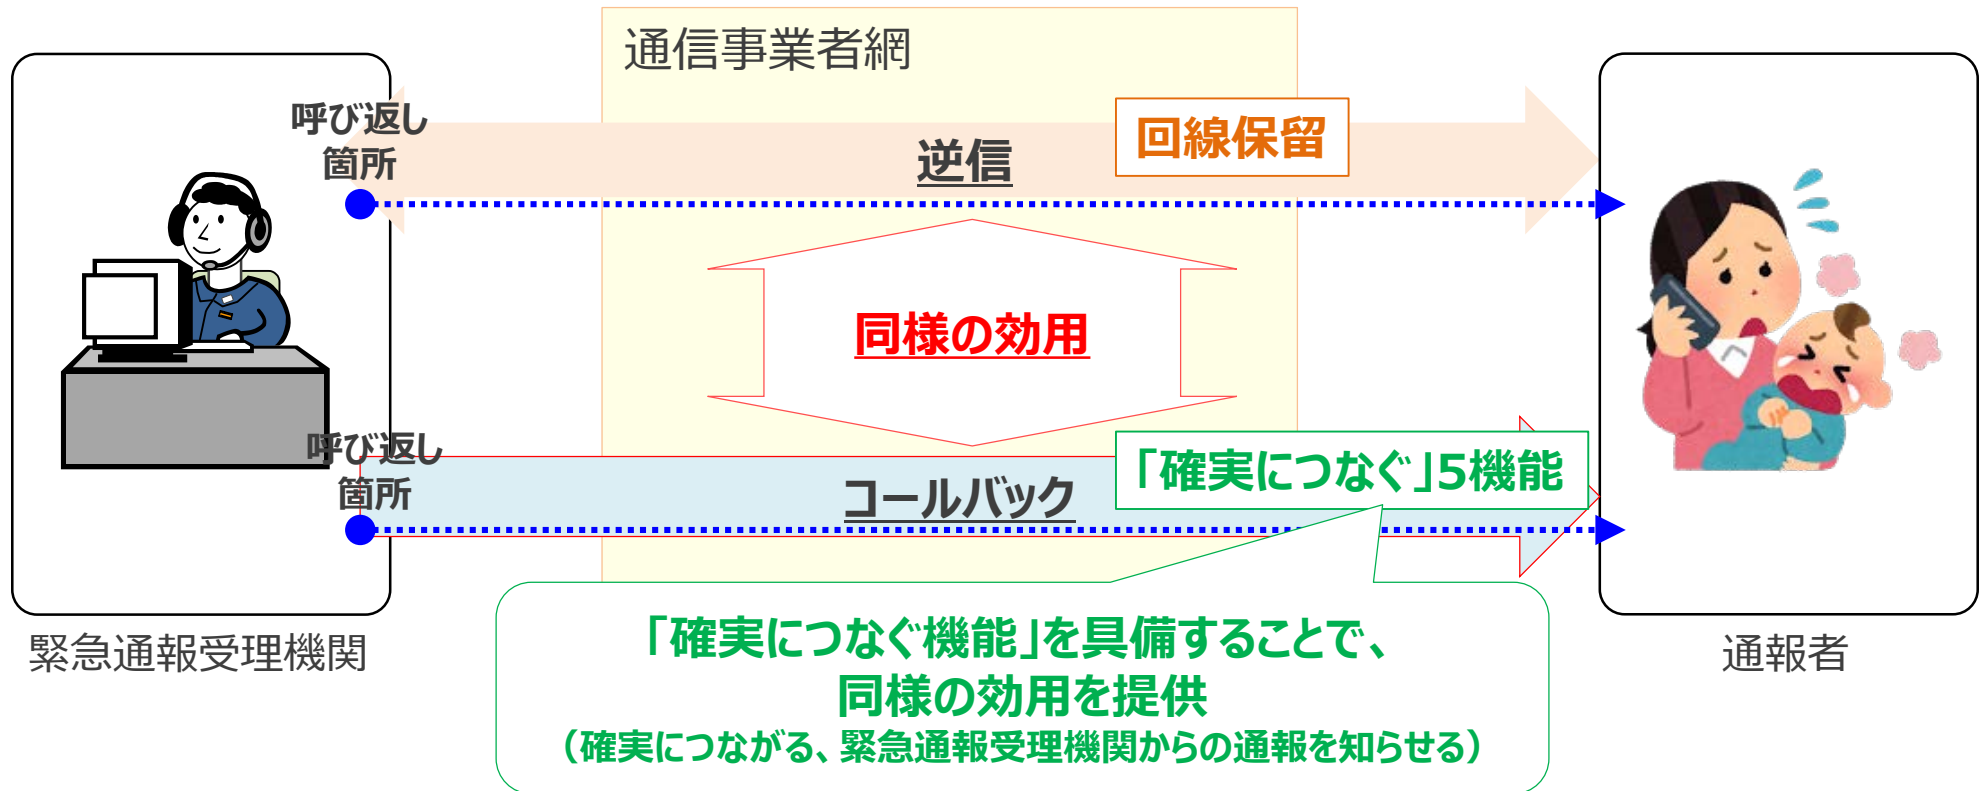 通信事業者網
呼び返し
箇所
逆信
回線保留
同様の効用
呼び返し
箇所
コールバック
「確実につなぐ」5機能
緊急通報受理機関
通報者
「確実につなぐ機能」を具備することで、
同様の効用を提供
（確実につながる、緊急通報受理機関からの通報を知らせる）